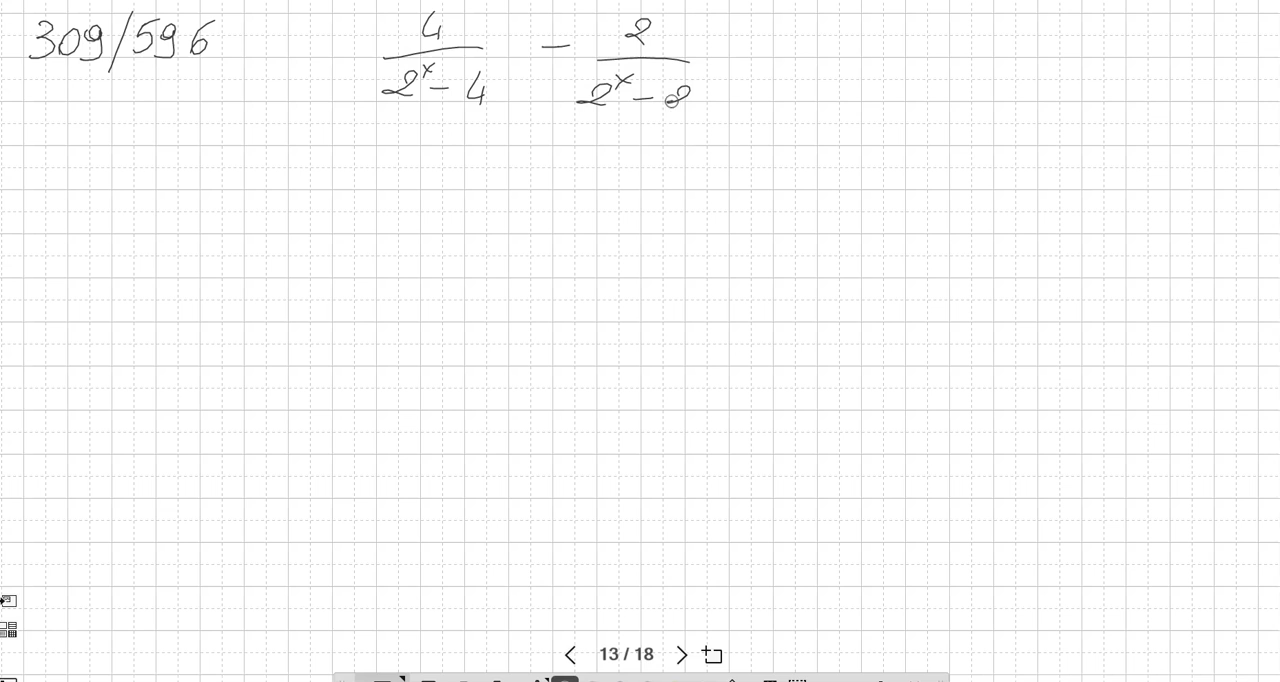 309/596 4/(2^x - 4) - 2/(2^x - 8)
13 / 18